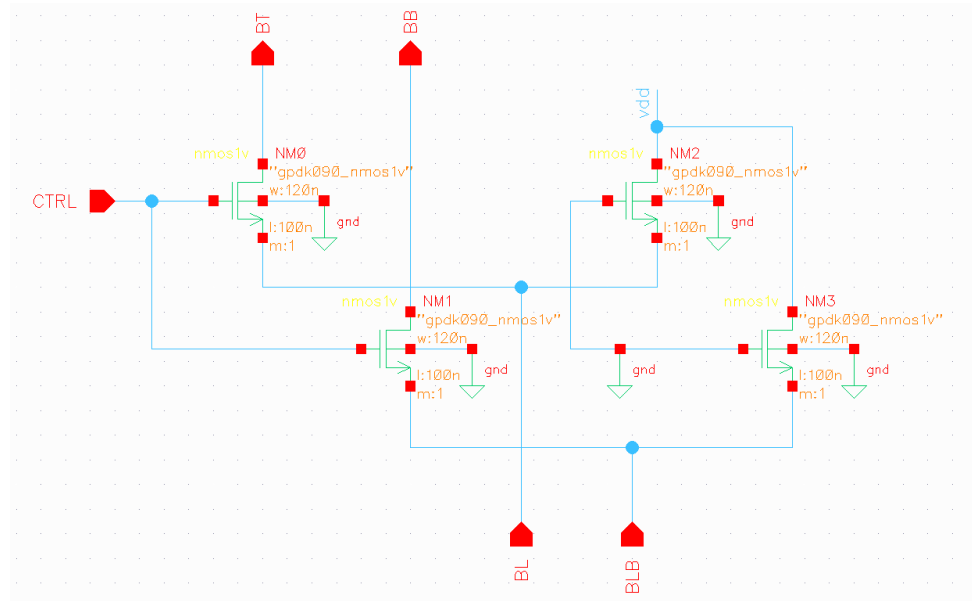 BT
BB
vdd
nmos1v
NM0
"gpdk090_nmos1v"
w:120n
l:100n
m:1
gnd
CTRL
nmos1v
NM2
"gpdk090_nmos1v"
w:120n
l:100n
m:1
gnd
nmos1v
NM1
"gpdk090_nmos1v"
w:120n
l:100n
m:1
gnd
gnd
nmos1v
NM3
"gpdk090_nmos1v"
w:120n
l:100n
m:1
gnd
BL
BLB